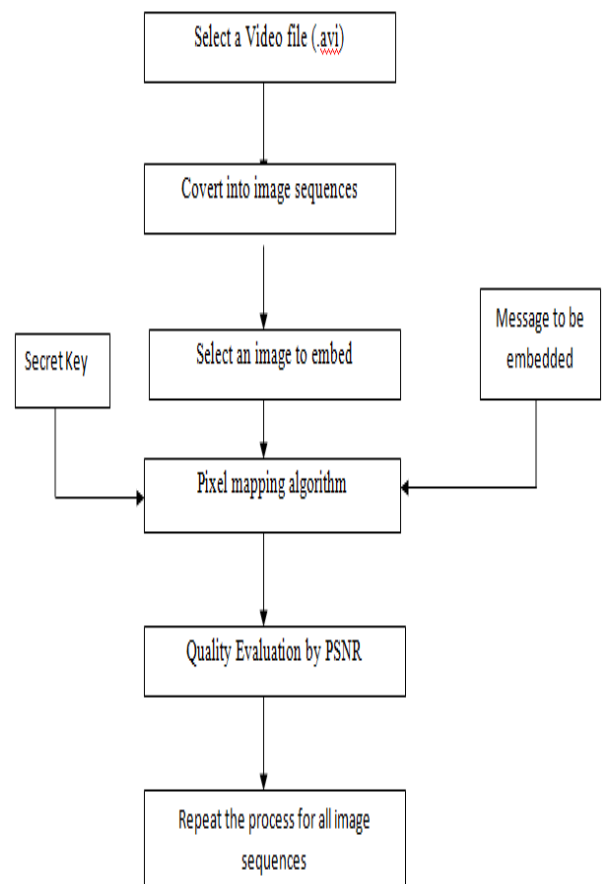 Select a Video file (.avi)
Covert into image sequences
Select an image to embed
Secret Key
Message to be
embedded
Pixel mapping algorithm
Quality Evaluation by PSNR
Repeat the process for all image
sequences